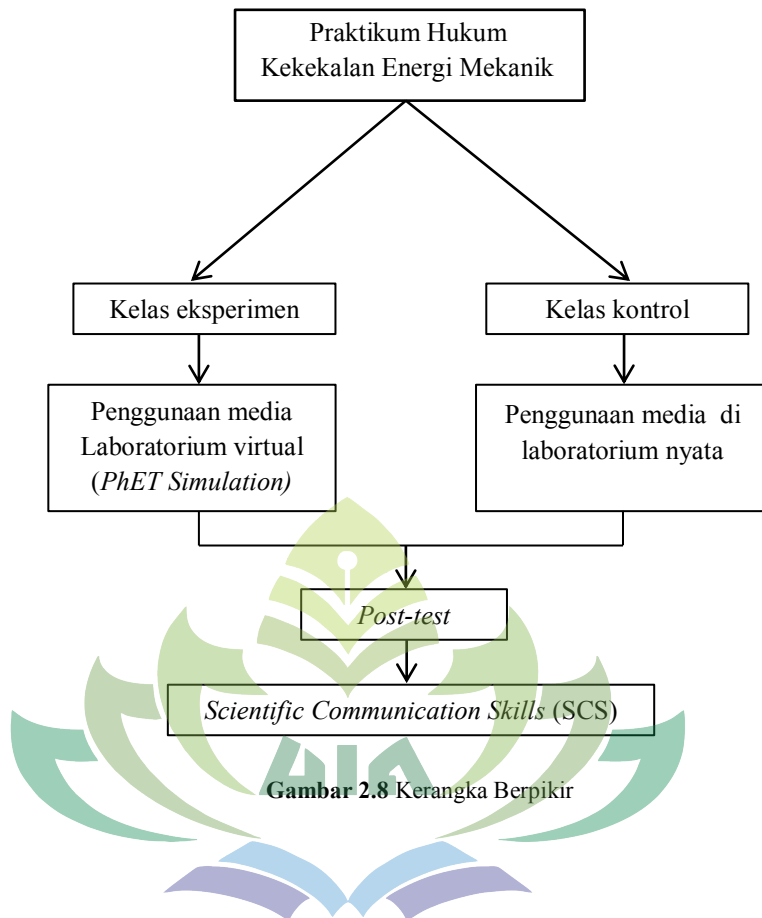 Praktikum Hukum
Kekekalan Energi Mekanik
Kelas eksperimen
Kelas kontrol
Penggunaan media
Laboratorium virtual
(PhET Simulation)
Penggunaan media di
laboratorium nyata
Post-test
Scientific Communication Skills (SCS)
UIN
Gambar 2.8 Kerangka Berpikir